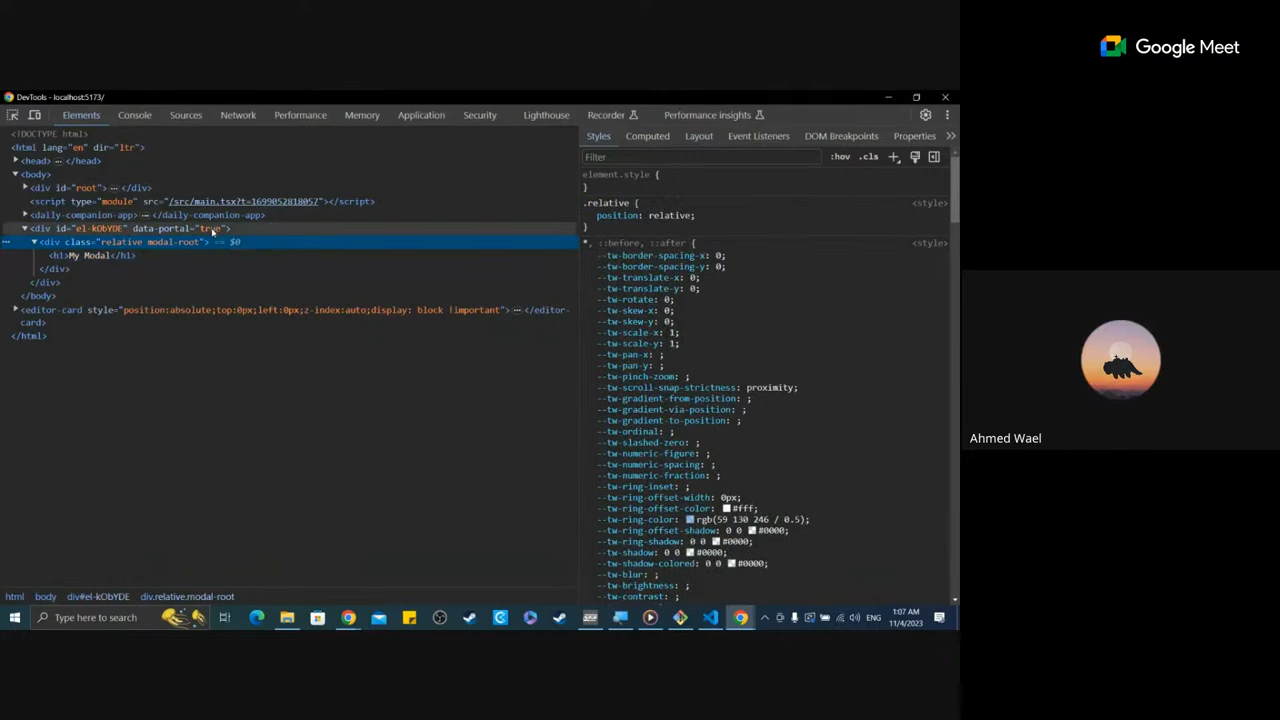 Google Meet
DevTools - localhost:5173/
Elements Console Sources Network Performance Memory Application Security Lighthouse Recorder Performance insights
<!DOCTYPE html>
<html lang="en" dir="ltr">
<head> … </head>
<body>
<div id="root"> … </div>
<script type="module" src="/src/main.tsx?t=1699052818057"></script>
<daily-companion-app> … </daily-companion-app>
<div id="el-kObYDE" data-portal="true">
… <div class="relative modal-root"> == $0
<h1>My Modal</h1>
</div>
</div>
</body>
<editor-card style="position:absolute;top:0px;left:0px;z-index:auto;display: block !important"> … </editor-
card>
</html>
html body div#el-kObYDE div.relative.modal-root
Styles Computed Layout Event Listeners DOM Breakpoints Properties »
Filter :hov .cls +
element.style { <style>
}
.relative { <style>
position: relative;
}
*, ::before, ::after { <style>
--tw-border-spacing-x: 0;
--tw-border-spacing-y: 0;
--tw-translate-x: 0;
--tw-translate-y: 0;
--tw-rotate: 0;
--tw-skew-x: 0;
--tw-skew-y: 0;
--tw-scale-x: 1;
--tw-scale-y: 1;
--tw-pan-x: ;
--tw-pan-y: ;
--tw-pinch-zoom: ;
--tw-scroll-snap-strictness: proximity;
--tw-gradient-from-position: ;
--tw-gradient-via-position: ;
--tw-gradient-to-position: ;
--tw-ordinal: ;
--tw-slashed-zero: ;
--tw-numeric-figure: ;
--tw-numeric-spacing: ;
--tw-numeric-fraction: ;
--tw-ring-inset: ;
--tw-ring-offset-width: 0px;
--tw-ring-offset-color: #fff;
--tw-ring-color: rgb(59 130 246 / 0.5);
--tw-ring-offset-shadow: 0 0 #0000;
--tw-ring-shadow: 0 0 #0000;
--tw-shadow: 0 0 #0000;
--tw-shadow-colored: 0 0 #0000;
--tw-blur: ;
--tw-brightness: ;
--tw-contrast: ;
Ahmed Wael
Type here to search
ENG
1:07 AM
11/4/2023